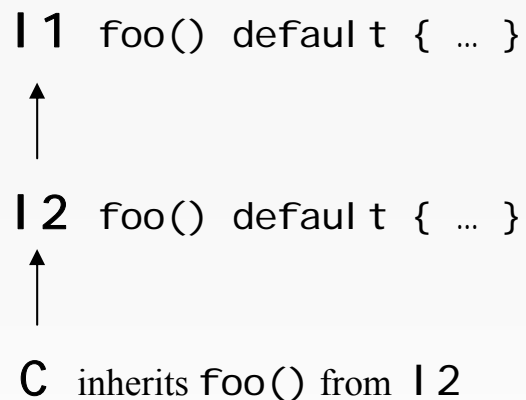 I1 foo() default { … }
I2 foo() default { … }
C inherits foo() from I2